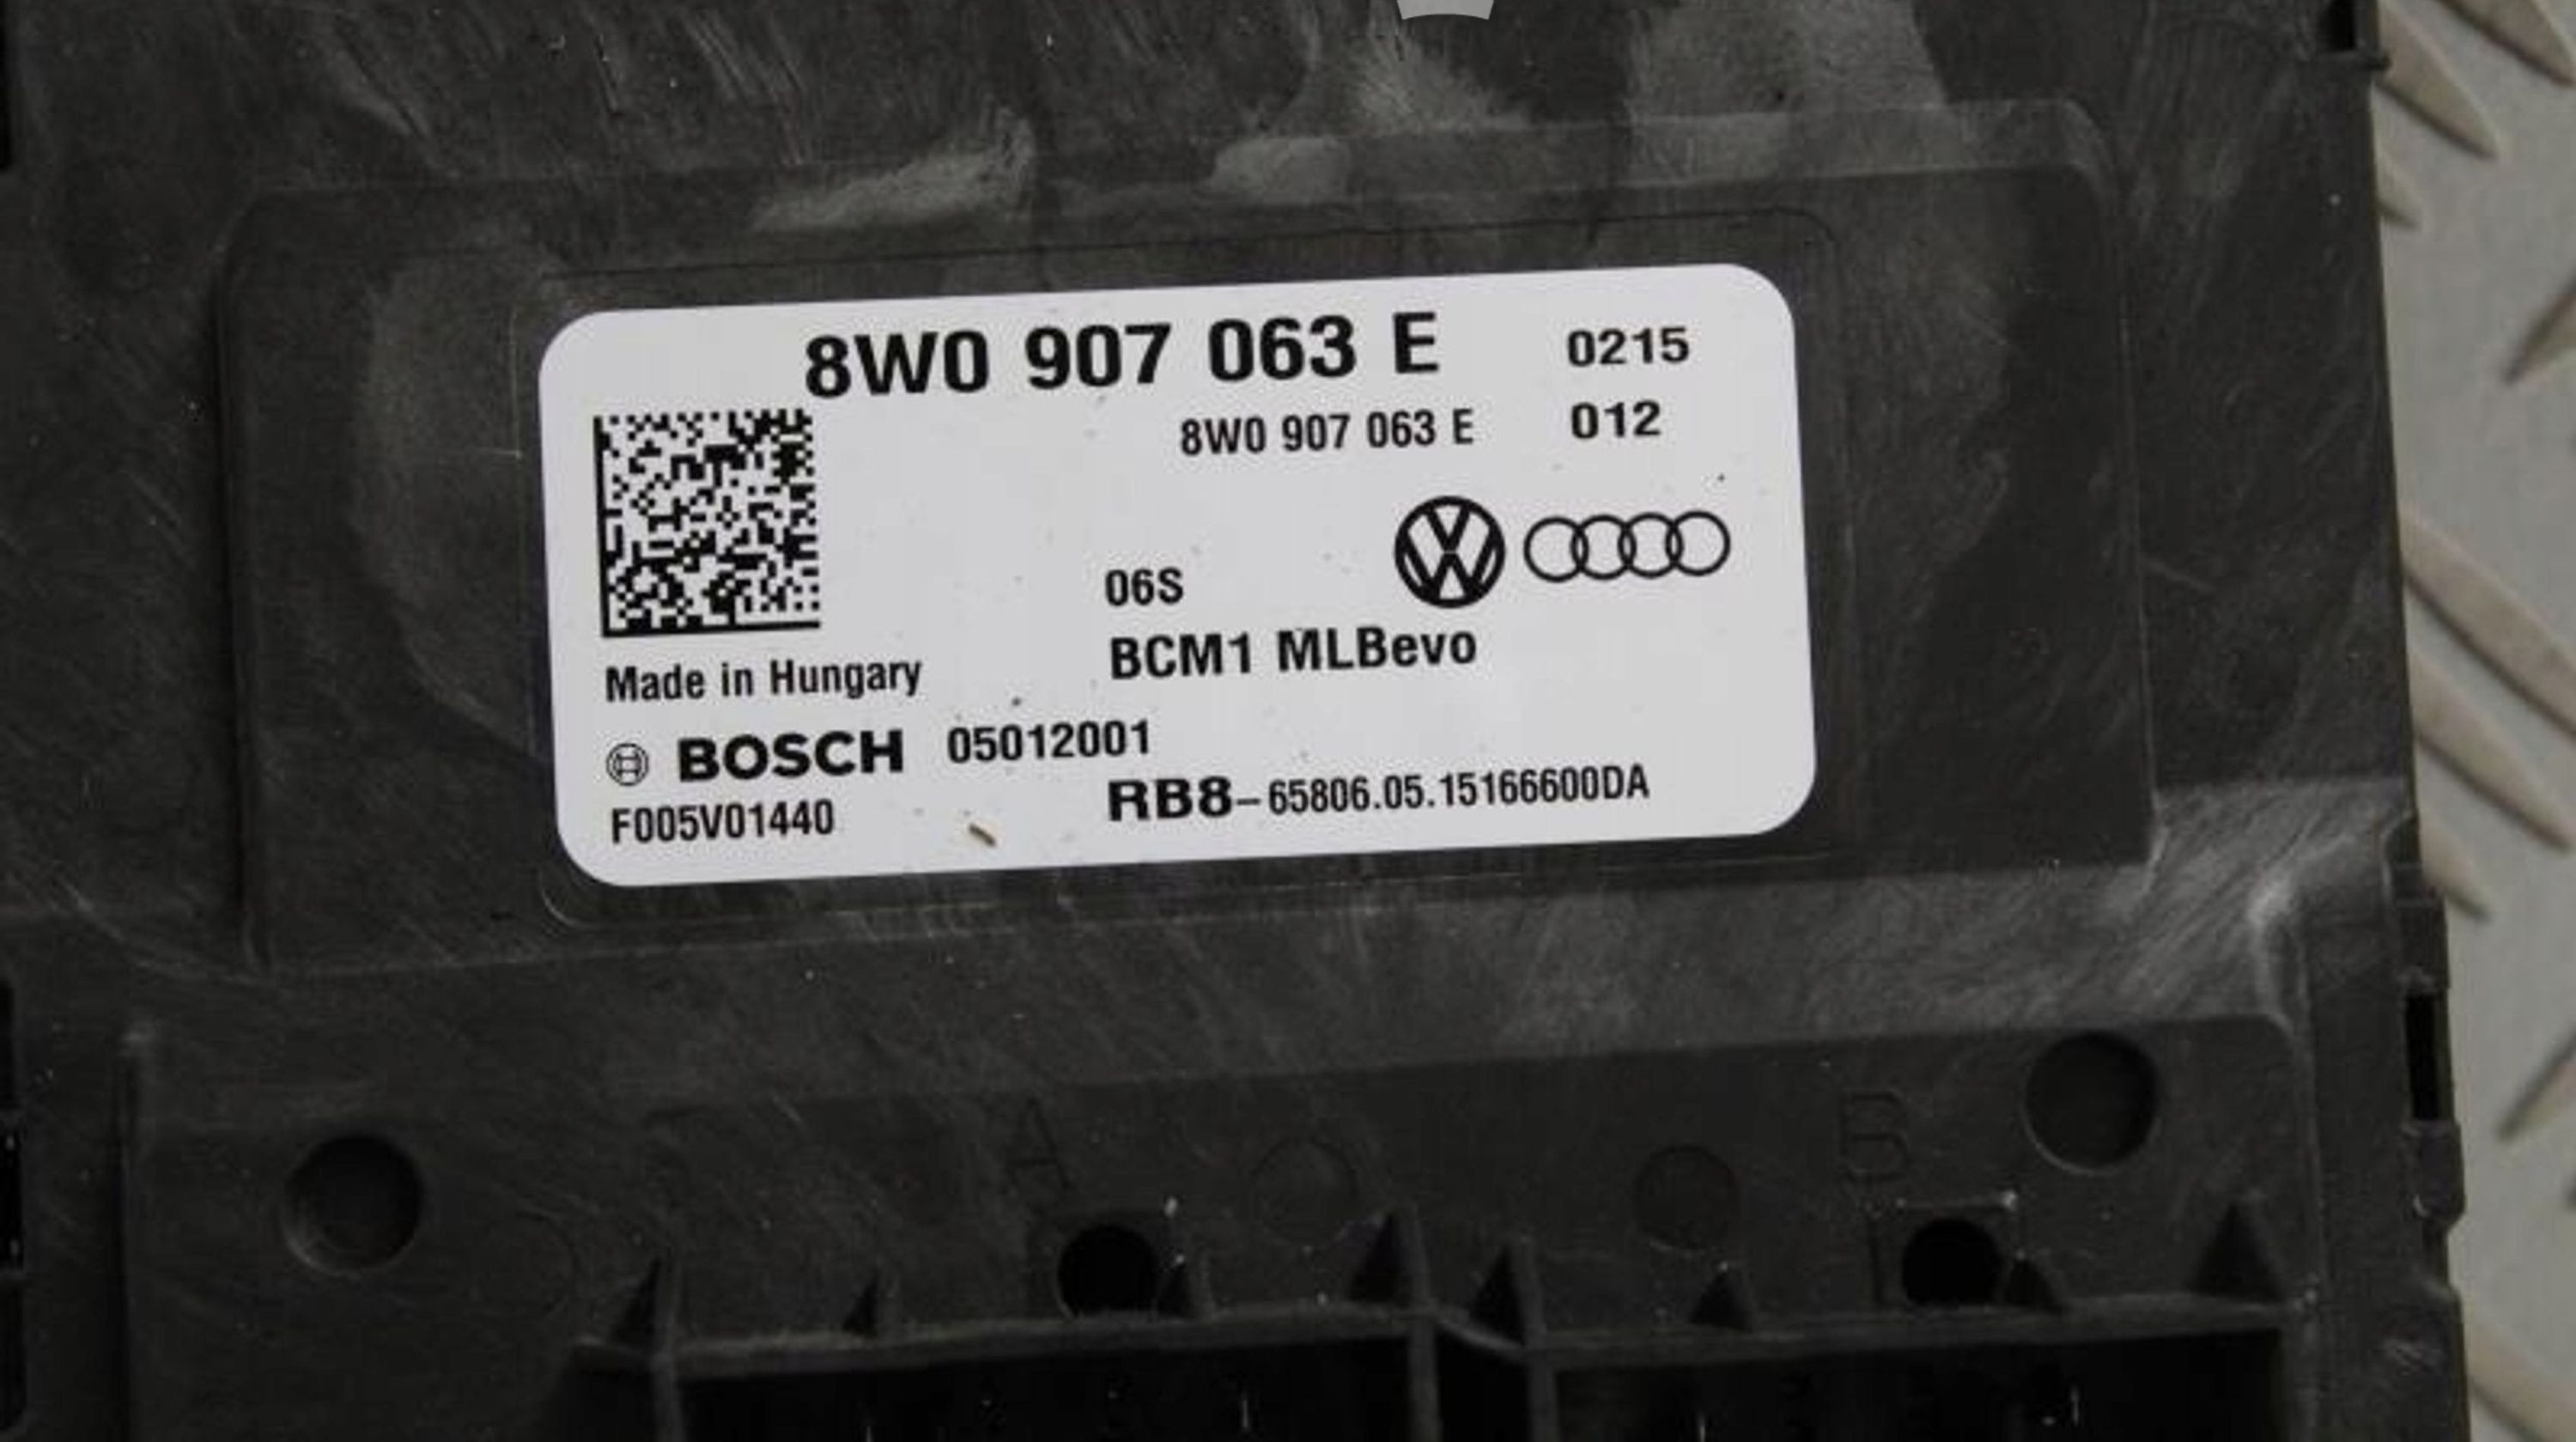 8W0 907 063 E 0215
8W0 907 063 E 012
06S
BCM1 MLBevo
Made in Hungary
BOSCH 05012001
RB8-65806.05.15166600DA
F005V01440
A B